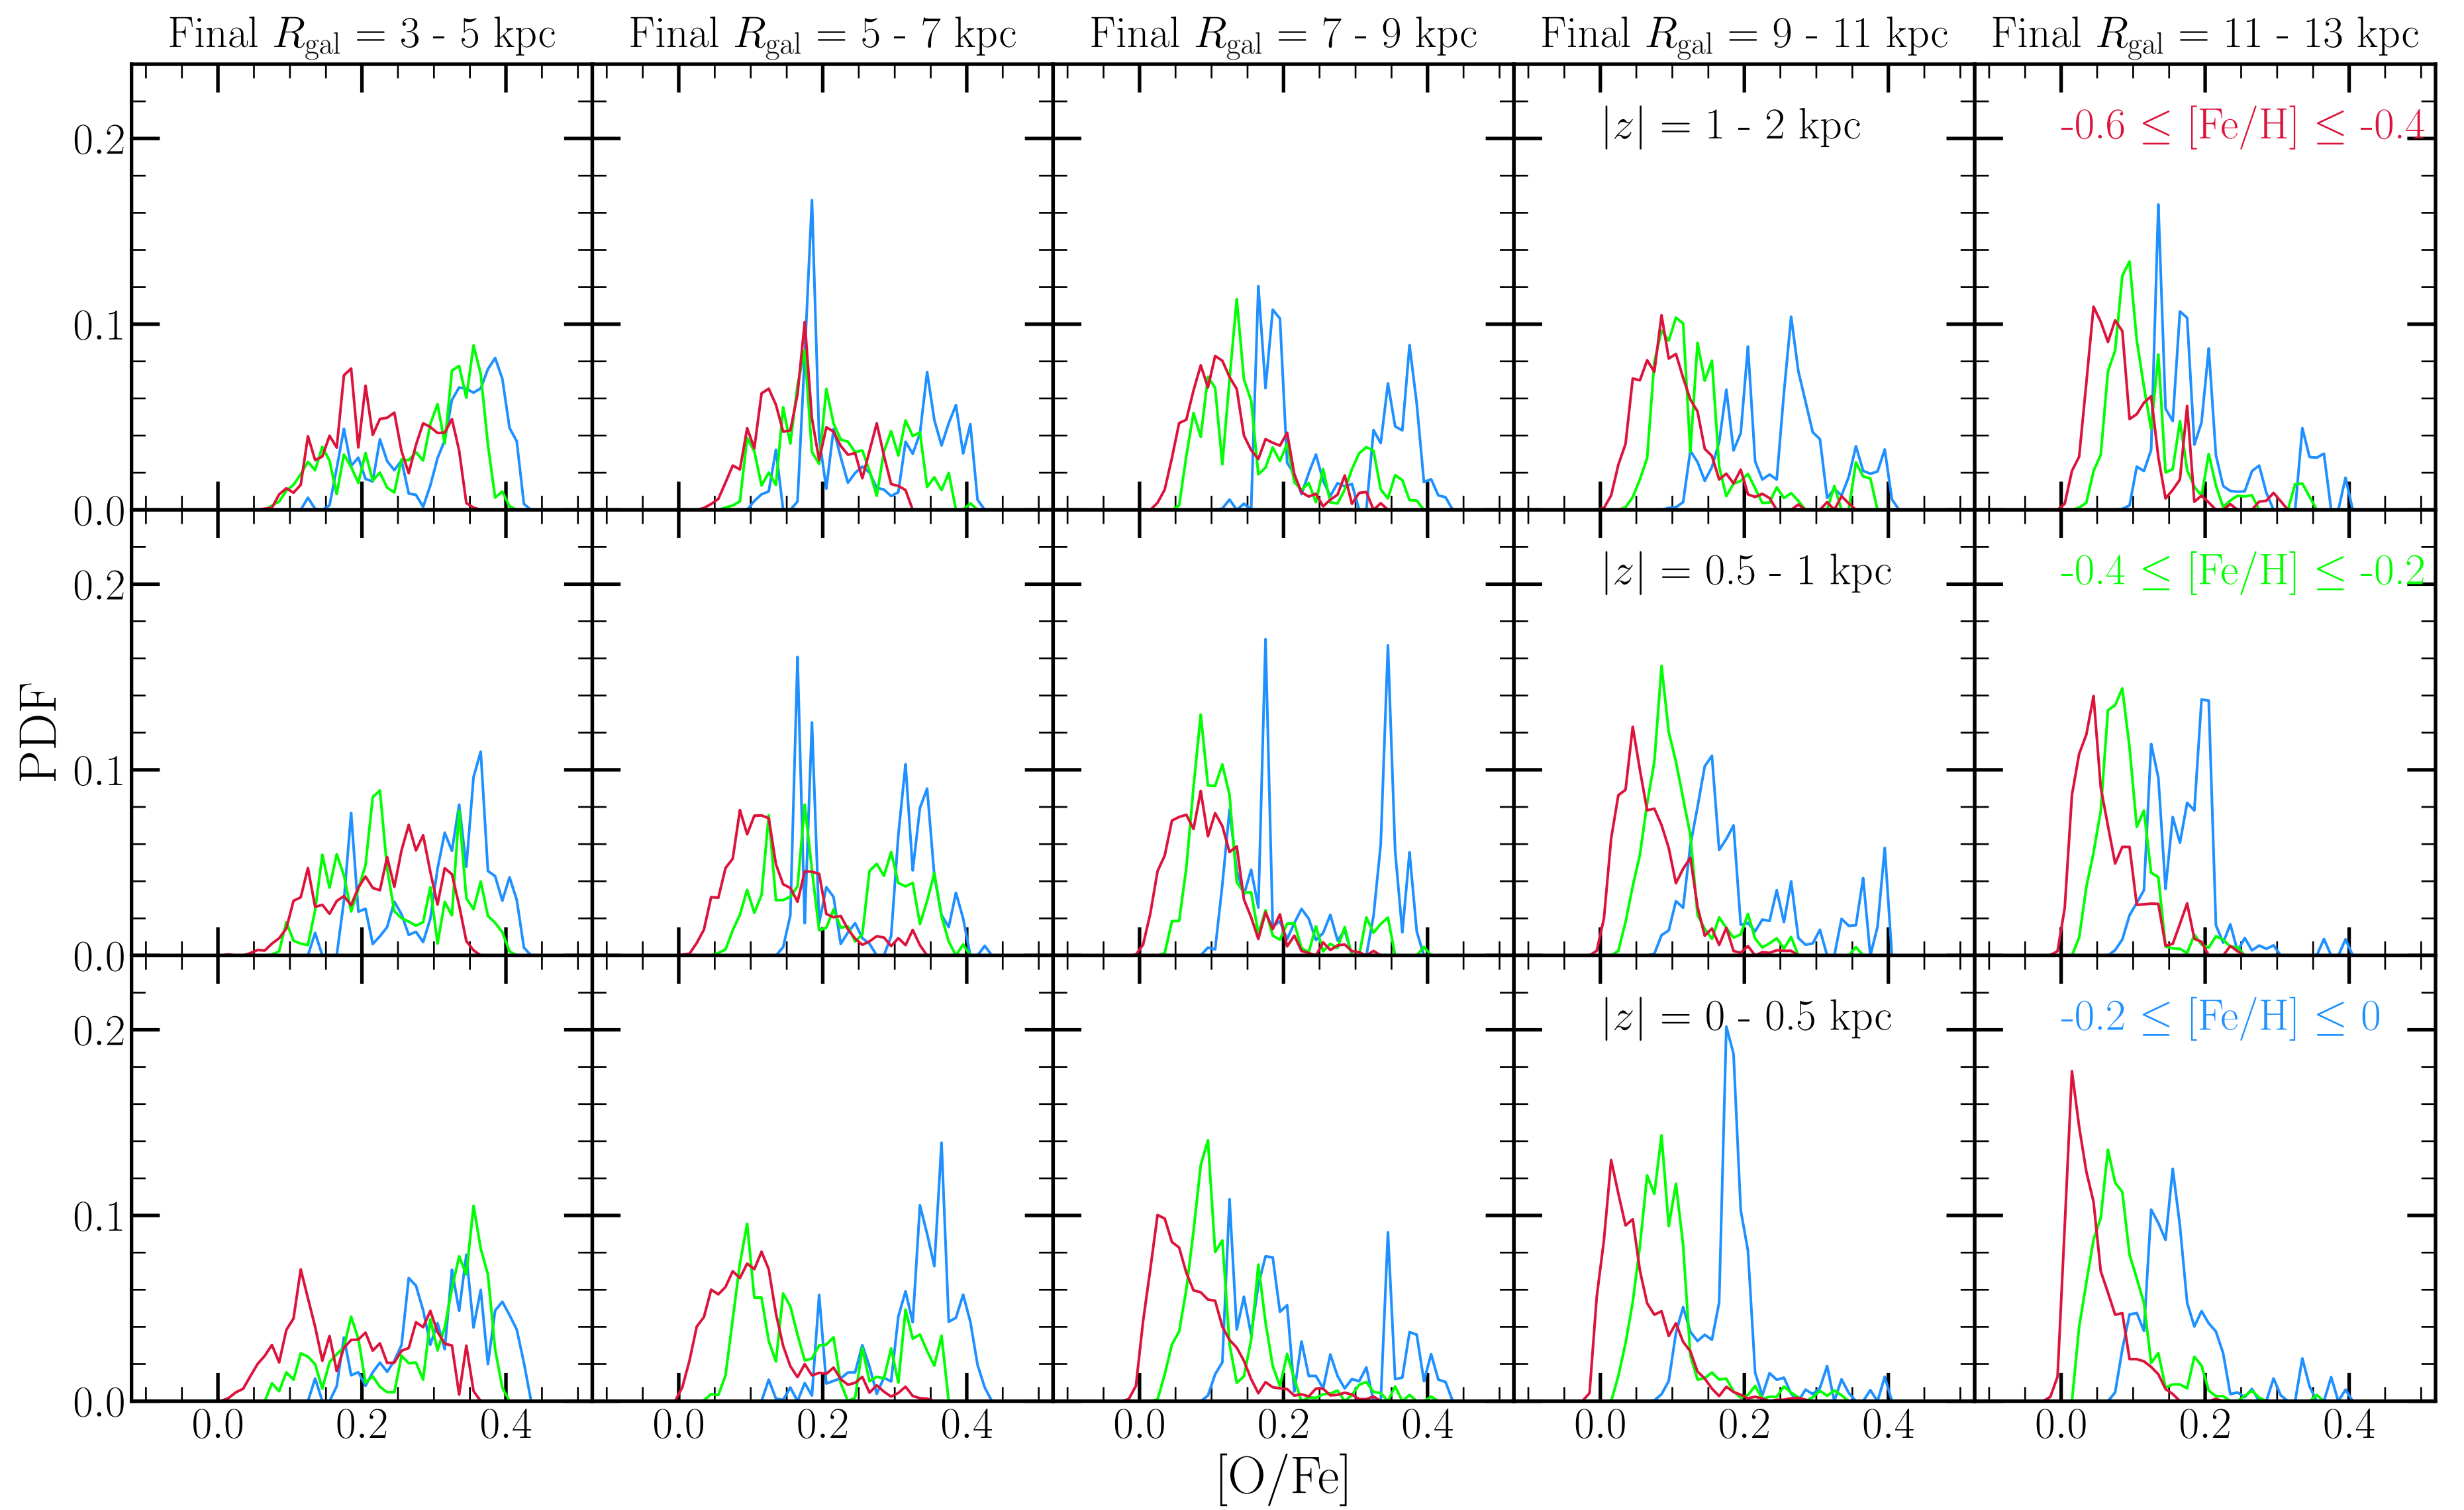 Final R_gal = 3 - 5 kpc
Final R_gal = 5 - 7 kpc
Final R_gal = 7 - 9 kpc
Final R_gal = 9 - 11 kpc
Final R_gal = 11 - 13 kpc
|z| = 1 - 2 kpc
-0.6 ≤ [Fe/H] ≤ -0.4
0.2
0.1
0.0
|z| = 0.5 - 1 kpc
-0.4 ≤ [Fe/H] ≤ -0.2
0.2
0.1
0.0
PDF
|z| = 0 - 0.5 kpc
-0.2 ≤ [Fe/H] ≤ 0
0.2
0.1
0.0
0.0 0.2 0.4
0.0 0.2 0.4
0.0 0.2 0.4
0.0 0.2 0.4
0.0 0.2 0.4
[O/Fe]